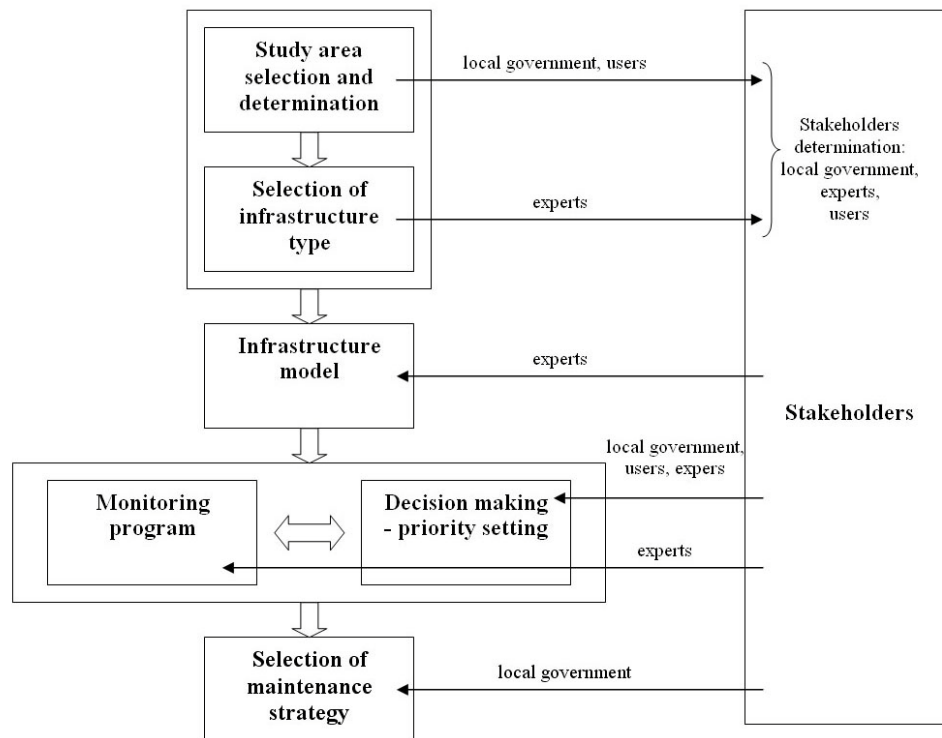 Study area
selection and
determination
local government, users
Stakeholders
determination:
local government,
experts,
users
Selection of
infrastructure
type
experts
Infrastructure
model
experts
Stakeholders
local government,
users, expers
Monitoring
program
Decision making
- priority setting
experts
Selection of
maintenance
strategy
local government